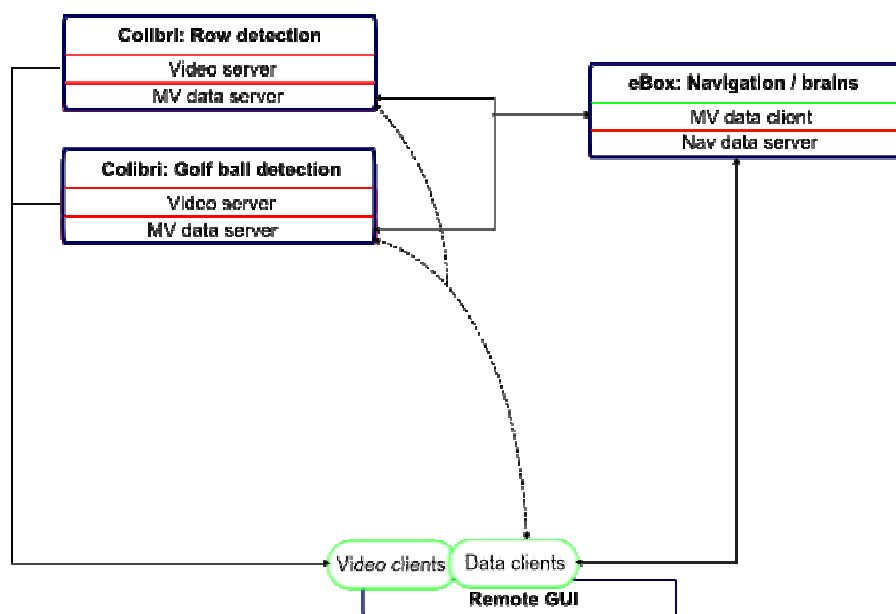 Colibri: Row detection
Video server
MV data server
eBox: Navigation / brains
MV data client
Nav data server
Colibri: Golf ball detection
Video server
MV data server
Video clients
Data clients
Remote GUI